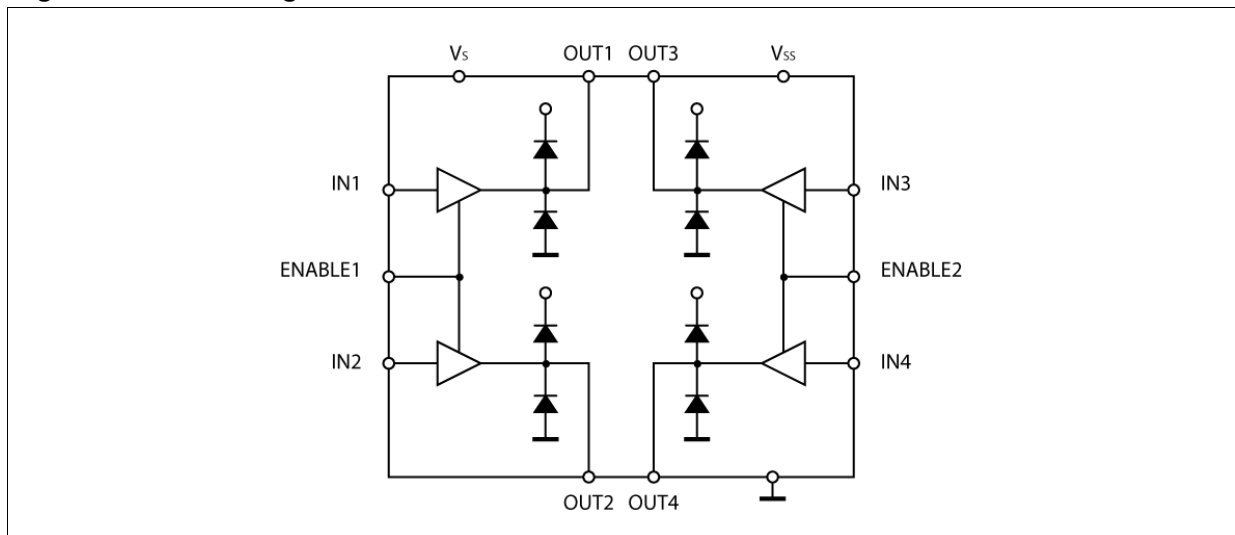 VS OUT1 OUT3 VSS
IN1 IN3
ENABLE1 ENABLE2
IN2 IN4
OUT2 OUT4